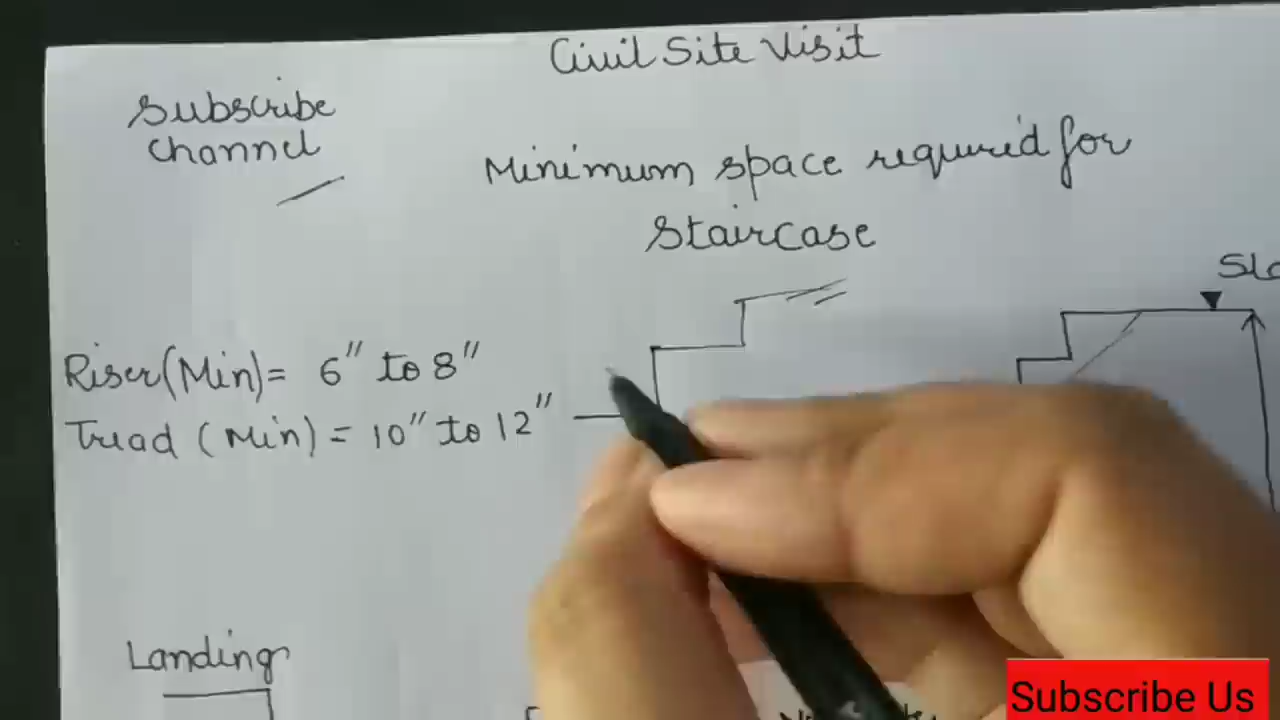 Civil Site Visit
Subscribe
channel
Minimum space required for
Staircase
Riser (Min) = 6" to 8"
Triad (Min) = 10" to 12"
Landing
Subscribe Us